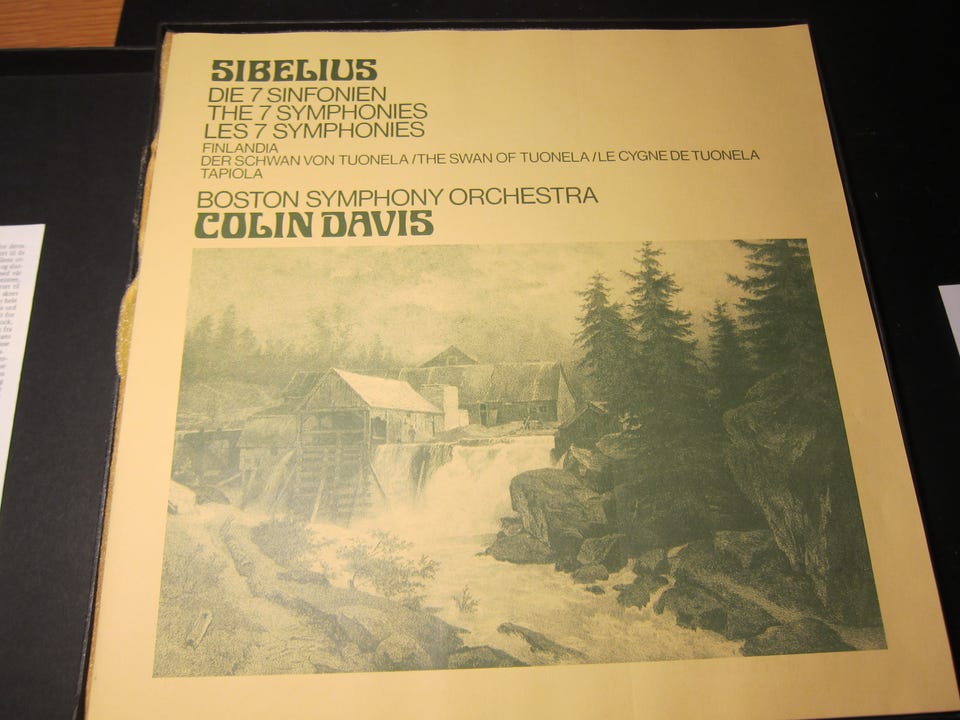 SIBELIUS
DIE 7 SINFONIEN
THE 7 SYMPHONIES
LES 7 SYMPHONIES
FINLANDIA
DER SCHWAN VON TUONELA / THE SWAN OF TUONELA / LE CYGNE DE TUONELA
TAPIOLA
BOSTON SYMPHONY ORCHESTRA
COLIN DAVIS